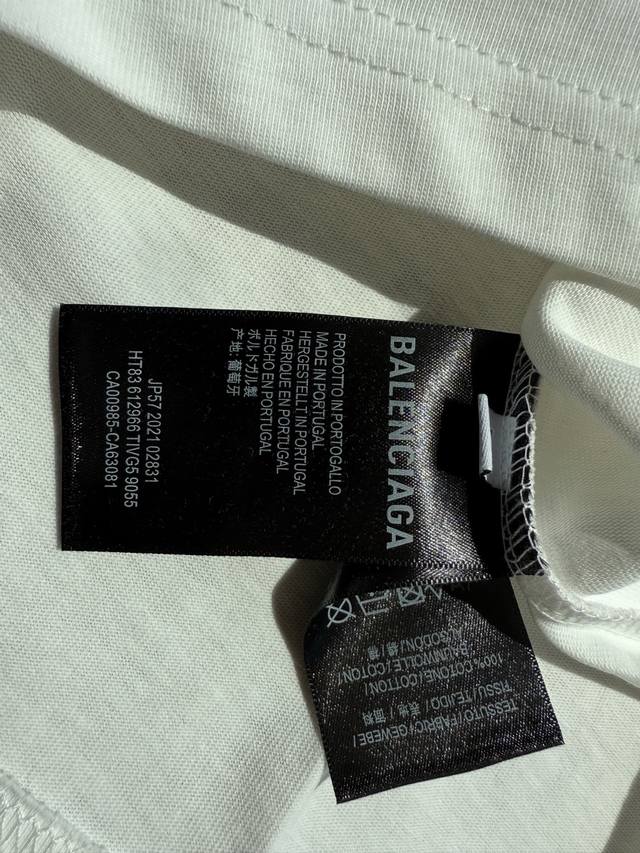 BALENCIAGA
PRODOTTO IN PORTOGALLO
MADE IN PORTUGAL
HERGESTELLT IN PORTUGAL
FABRIQUE EN PORTUGAL
HECHO EN PORTUGAL
ポルトガル製
产地: 葡萄牙
JP57 2021 02831
HT83 612966 TIVG5 9055
CA00985-CA63081
TESSUTO/FABRIC/GEWEBE/
TISSU/TEJIDO/表地/面料
100% COTONE/COTTON/
BAUMWOLLE/COTON/
ALGODÓN/綿/棉